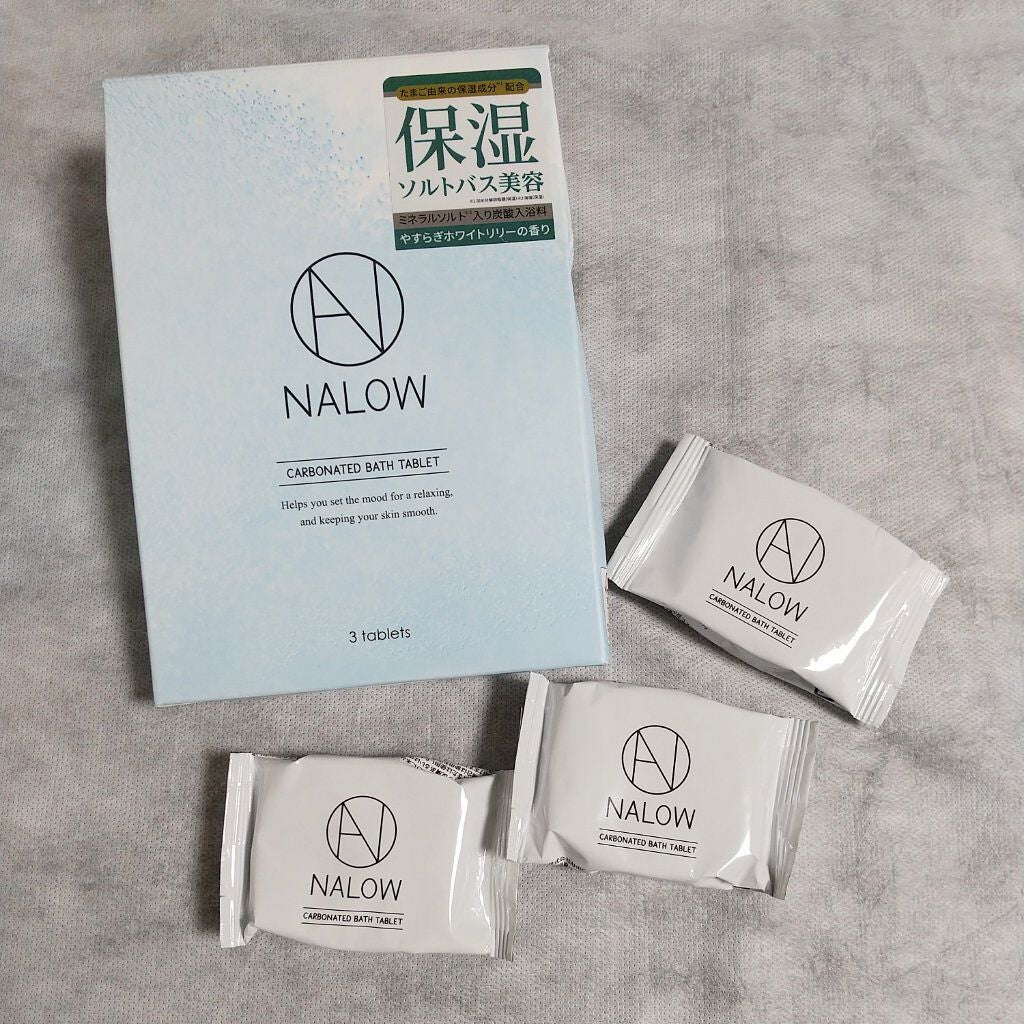 たまご由来の保湿成分※1 配合
保湿
ソルトバス美容
ミネラルソルト※2入り炭酸入浴料
やすらぎホワイトリリーの香り
NALOW
CARBONATED BATH TABLET
Helps you set the mood for a relaxing,
and keeping your skin smooth.
3 tablets
NALOW
CARBONATED BATH TABLET
NALOW
CARBONATED BATH TABLET
NALOW
CARBONATED BATH TABLET